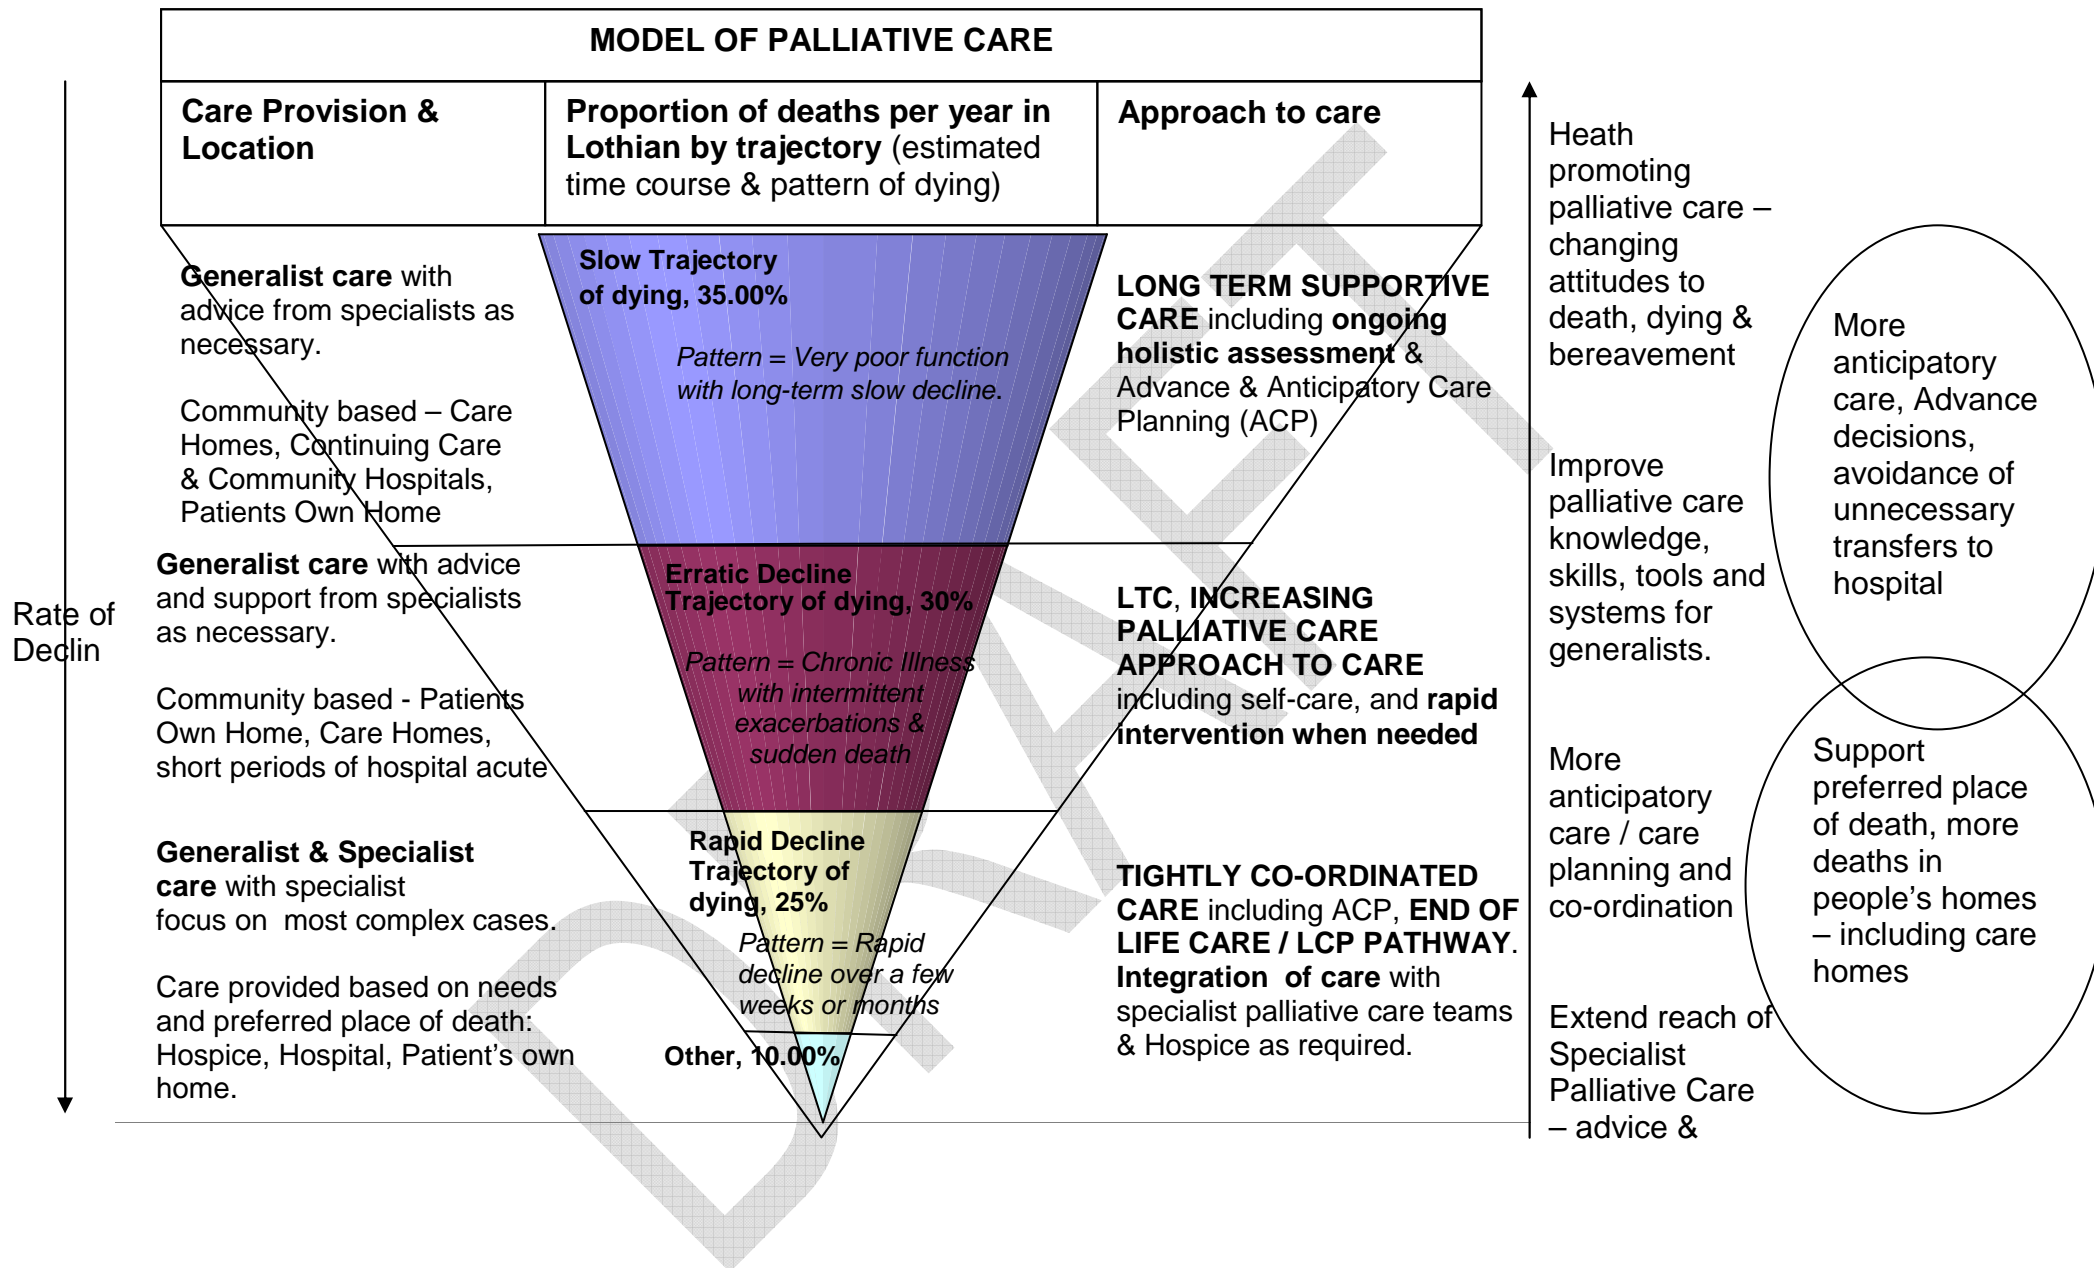 MODEL OF PALLIATIVE CARE
Care Provision &
Location
Proportion of deaths per year in
Lothian by trajectory (estimated
time course & pattern of dying)
Approach to care
Generalist care with
advice from specialists as
necessary.
Community based – Care
Homes, Continuing Care
& Community Hospitals,
Patients Own Home
Slow Trajectory
of dying, 35.00%
Pattern = Very poor function
with long-term slow decline.
LONG TERM SUPPORTIVE
CARE including ongoing
holistic assessment &
Advance & Anticipatory Care
Planning (ACP)
Generalist care with advice
and support from specialists
as necessary.
Community based - Patients
Own Home, Care Homes,
short periods of hospital acute
Erratic Decline
Trajectory of dying, 30%
Pattern = Chronic Illness
with intermittent
exacerbations &
sudden death
LTC, INCREASING
PALLIATIVE CARE
APPROACH TO CARE
including self-care, and rapid
intervention when needed
Generalist & Specialist
care with specialist
focus on  most complex cases.
Care provided based on needs
and preferred place of death:
Hospice, Hospital, Patient's own
home.
Rapid Decline
Trajectory of
dying, 25%
Pattern = Rapid
decline over a few
weeks or months
Other, 10.00%
TIGHTLY CO-ORDINATED
CARE including ACP, END OF
LIFE CARE / LCP PATHWAY.
Integration  of care with
specialist palliative care teams
& Hospice as required.
Rate of
Declin
Heath
promoting
palliative care –
changing
attitudes to
death, dying &
bereavement
Improve
palliative care
knowledge,
skills, tools and
systems for
generalists.
More
anticipatory
care / care
planning and
co-ordination
Extend reach of
Specialist
Palliative Care
– advice &
More
anticipatory
care, Advance
decisions,
avoidance of
unnecessary
transfers to
hospital
Support
preferred place
of death, more
deaths in
people's homes
– including care
homes
DRAFT